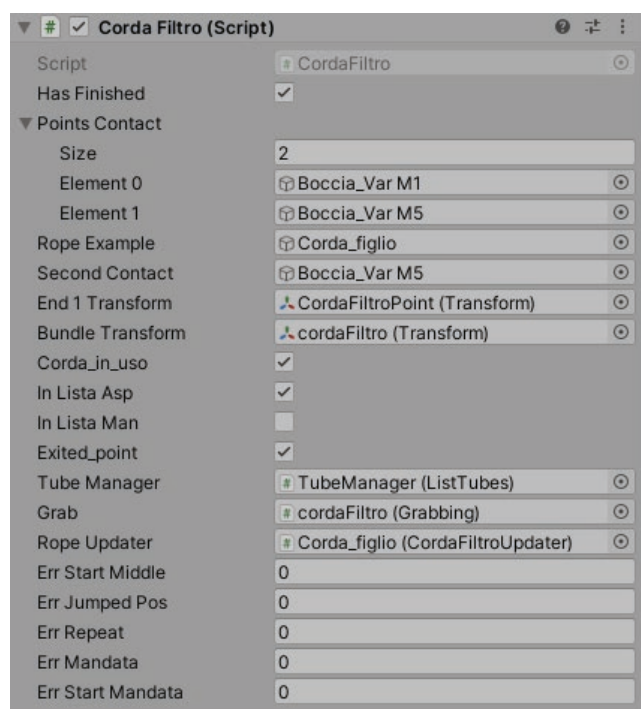 Corda Filtro (Script)
Script CordaFiltro
Has Finished
Points Contact
Size 2
Element 0 Boccia_Var M1
Element 1 Boccia_Var M5
Rope Example Corda_figlio
Second Contact Boccia_Var M5
End 1 Transform CordaFiltroPoint (Transform)
Bundle Transform cordaFiltro (Transform)
Corda_in_uso
In Lista Asp
In Lista Man
Exited_point
Tube Manager TubeManager (ListTubes)
Grab cordaFiltro (Grabbing)
Rope Updater Corda_figlio (CordaFiltroUpdater)
Err Start Middle 0
Err Jumped Pos 0
Err Repeat 0
Err Mandata 0
Err Start Mandata 0